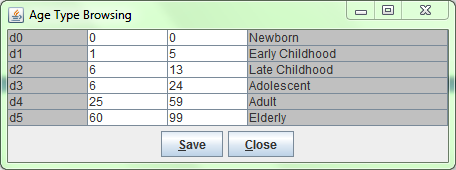 Age Type Browsing
d0 0 0 Newborn
d1 1 5 Early Childhood
d2 6 13 Late Childhood
d3 6 24 Adolescent
d4 25 59 Adult
d5 60 99 Elderly
Save Close